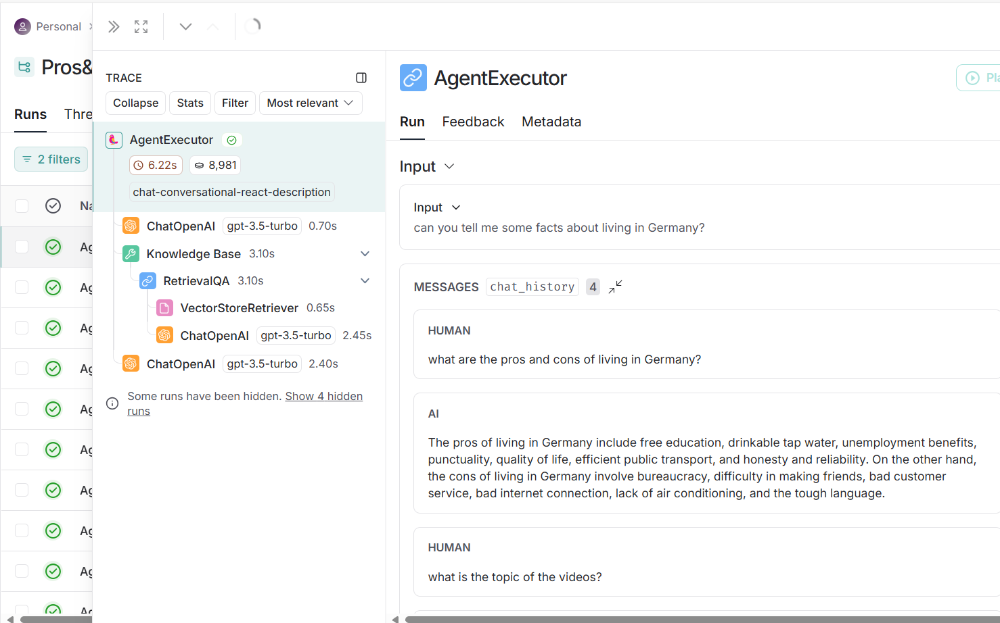 Personal
Pros&
Runs
Thre
2 filters
Na
Ag
Ag
Ag
Ag
Ag
Ag
Ag
Ag
Ag
Ag
TRACE
Collapse
Stats
Filter
Most relevant
AgentExecutor
6.22s
8,981
chat-conversational-react-description
ChatOpenAI gpt-3.5-turbo 0.70s
Knowledge Base 3.10s
RetrievalQA 3.10s
VectorStoreRetriever 0.65s
ChatOpenAI gpt-3.5-turbo 2.45s
ChatOpenAI gpt-3.5-turbo 2.40s
Some runs have been hidden. Show 4 hidden
runs
AgentExecutor
Pla
Run
Feedback
Metadata
Input
Input
can you tell me some facts about living in Germany?
MESSAGES chat_history 4
HUMAN
what are the pros and cons of living in Germany?
AI
The pros of living in Germany include free education, drinkable tap water, unemployment benefits,
punctuality, quality of life, efficient public transport, and honesty and reliability. On the other hand,
the cons of living in Germany involve bureaucracy, difficulty in making friends, bad customer
service, bad internet connection, lack of air conditioning, and the tough language.
HUMAN
what is the topic of the videos?